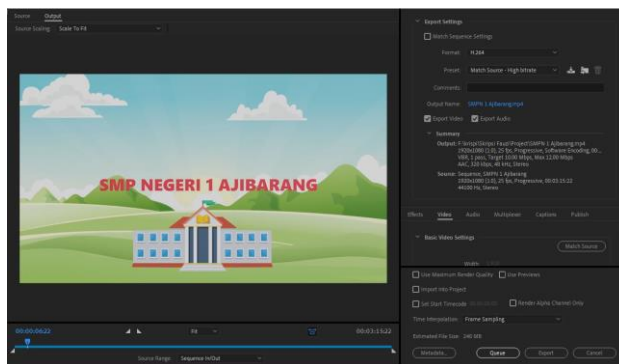 Source Output
Source Scaling: Scale To Fit
SMP NEGERI 1 AJIBARANG
00:00:06:22
Fit
00:03:15:22
Source Range: Sequence In/Out
Export Settings
Match Sequence Settings
Format: H.264
Preset: Match Source - High bitrate
Comments:
Output Name: SMPN 1 Ajibarang.mp4
Export Video Export Audio
Summary
1920x1080 (1.0), 25 fps, Progressive, Software Encoding, 00...
VBR, 1 pass, Target 10.00 Mbps, Max 12.00 Mbps
AAC, 320 kbps, 48 kHz, Stereo
Source: Sequence, SMPN 1 Ajibarang
1920x1080 (1.0), 25 fps, Progressive, 00:03:15:22
44100 Hz, Stereo
Effects Video Audio Multiplexer Captions Publish
Basic Video Settings
Match Source
Width:
Use Maximum Render Quality Use Previews
Import Into Project
Set Start Timecode 00:00:00:00 Render Alpha Channel Only
Time Interpolation: Frame Sampling
Estimated File Size: 240 MB
Metadata... Queue Export Cancel